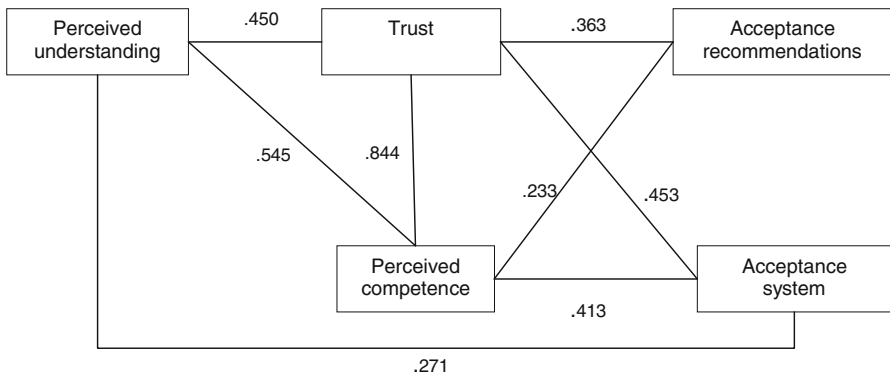 .450
.363
Perceived
understanding
Trust
Acceptance
recommendations
.545
.844
.233
.453
Perceived
competence
Acceptance
system
.413
.271